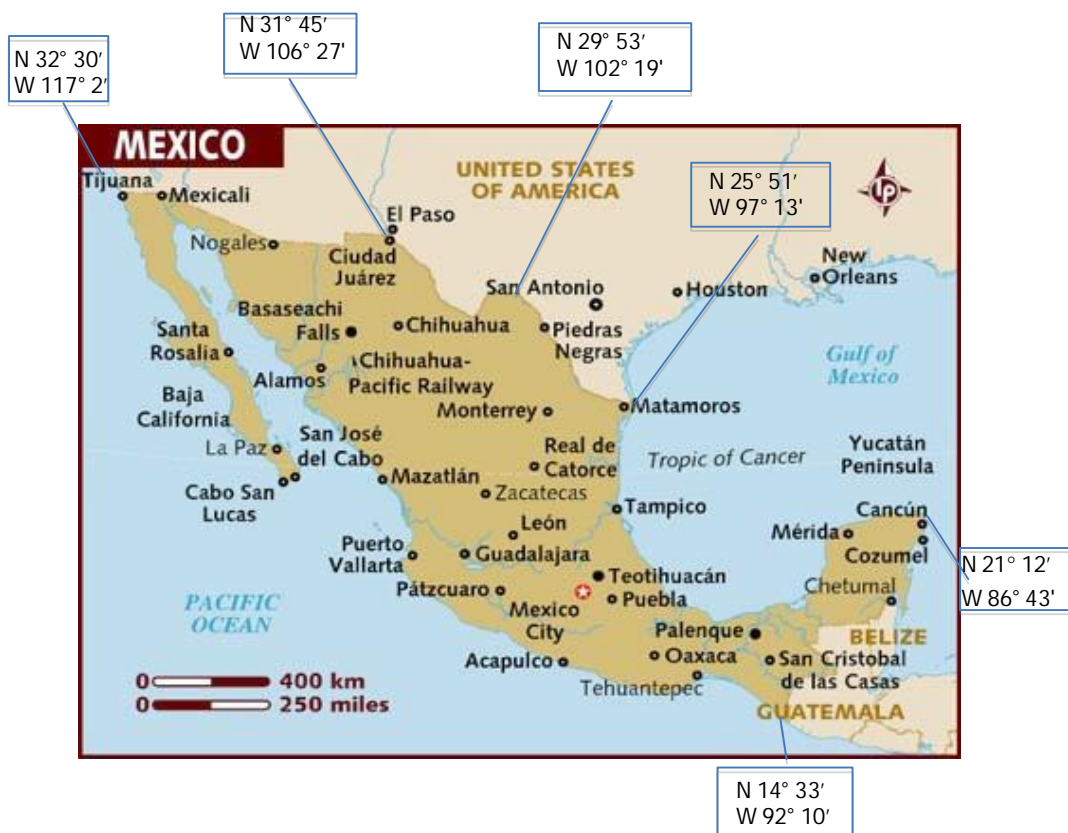 N 31° 45′
W 106° 27'
N 29° 53′
W 102° 19'
N 32° 30′
W 117° 2′
MEXICO
UNITED STATES
OF AMERICA
N 25° 51′
W 97° 13'
LP
Tijuana
Mexicali
El Paso
Nogales
Ciudad
Juárez
New
Orleans
San Antonio
Houston
Basaseachi
Falls
Chihuahua
Piedras
Negras
Santa
Rosalia
Gulf of
Mexico
Alamos
Chihuahua-
Pacific Railway
Baja
California
Monterrey
Matamoros
La Paz
San José
del Cabo
Real de
Catorce
Tropic of Cancer
Yucatán
Peninsula
Cabo San
Lucas
Mazatlán
Zacatecas
Tampico
Cancún
León
Mérida
Puerto
Vallarta
Guadalajara
Cozumel
N 21° 12′
W 86° 43'
Teotihuacán
Chetumal
Pátzcuaro
Puebla
PACIFIC
OCEAN
Mexico
City
Palenque
BELIZE
Acapulco
Oaxaca
San Cristobal
de las Casas
Tehuantepec
0 400 km
0 250 miles
GUATEMALA
N 14° 33′
W 92° 10′